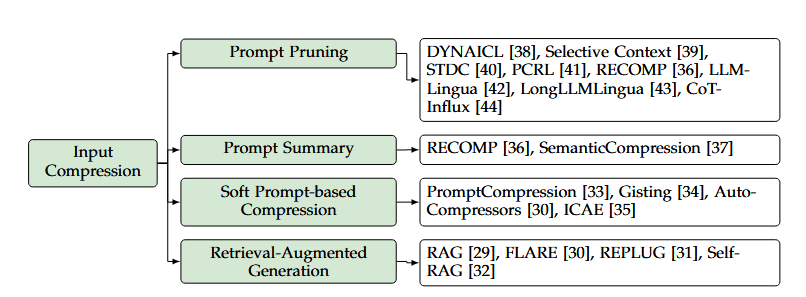 Input
Compression
Prompt Pruning
DYNAICL [38], Selective Context [39],
STDC [40], PCRL [41], RECOMP [36], LLM-
Lingua [42], LongLLMLingua [43], CoT-
Influx [44]
Prompt Summary
RECOMP [36], SemanticCompression [37]
Soft Prompt-based
Compression
PromptCompression [33], Gisting [34], Auto-
Compressors [30], ICAE [35]
Retrieval-Augmented
Generation
RAG [29], FLARE [30], REPLUG [31], Self-
RAG [32]